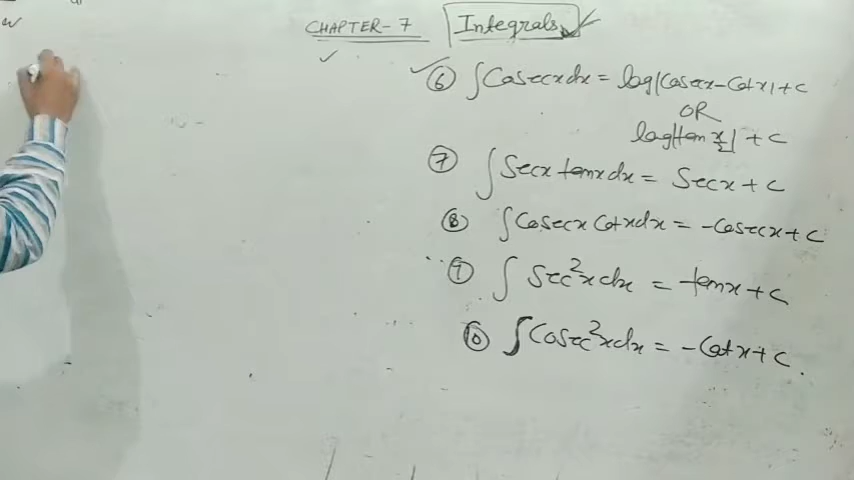 CHAPTER-7 Integrals
⑥ ∫Cosecx dx = log|Cosecx-Cotx|+c
OR
log|tan x/2| + c
⑦ ∫Secx tanx dx = Secx + c
⑧ ∫Cosecx Cotx dx = -Cosecx + c
⑨ ∫Sec²x dx = tanx + c
⑩ ∫Cosec²x dx = -Cotx + c.